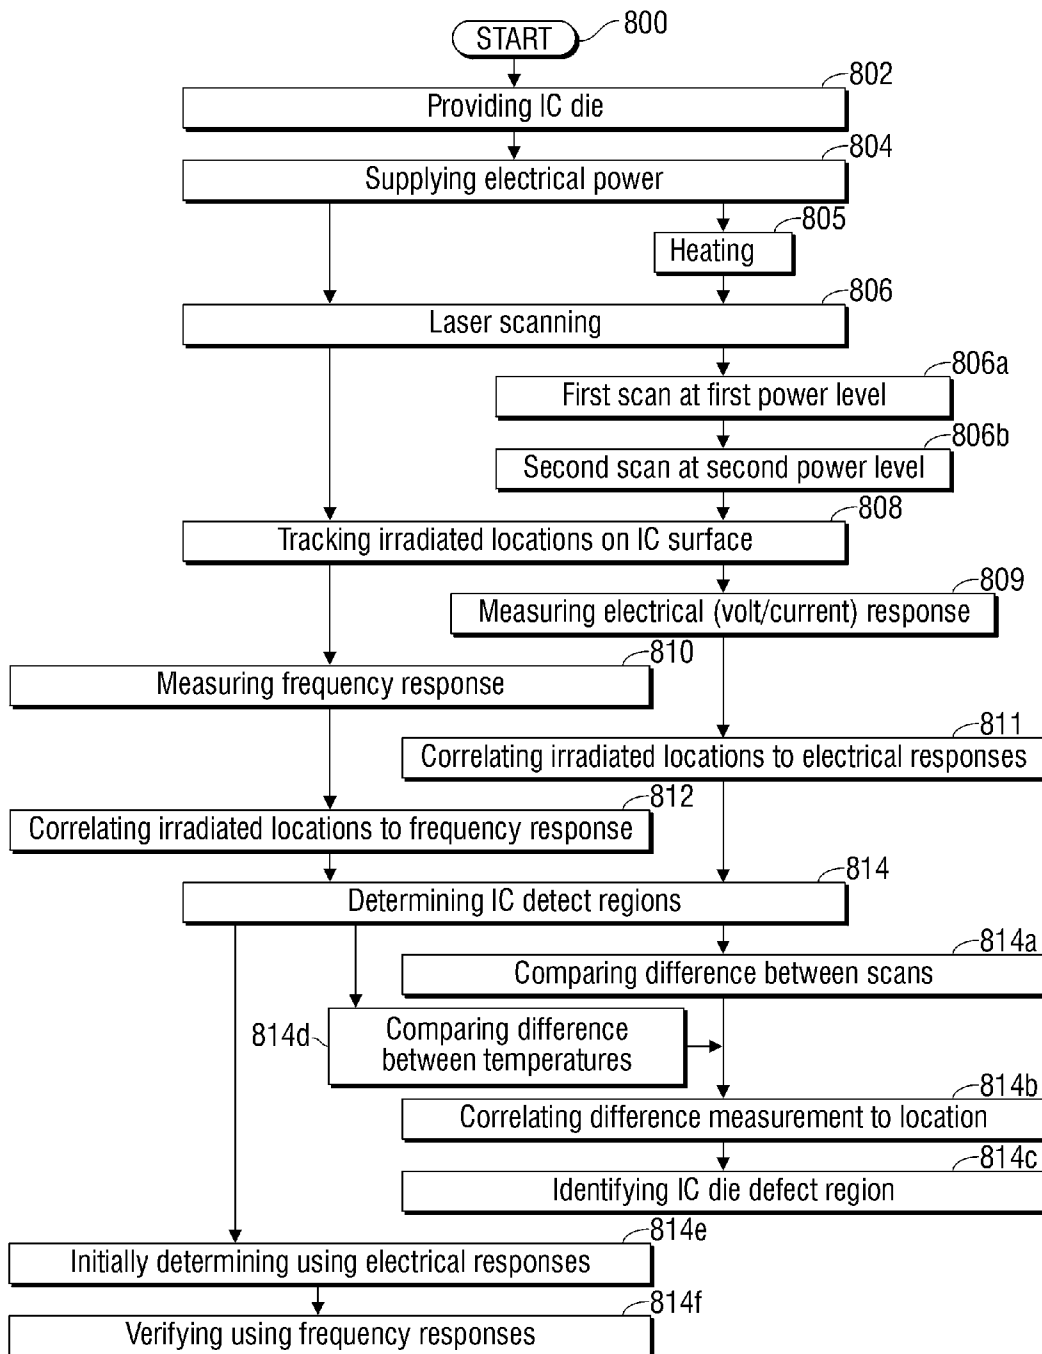 START
800
802
Providing IC die
804
Supplying electrical power
805
Heating
806
Laser scanning
806a
First scan at first power level
806b
Second scan at second power level
808
Tracking irradiated locations on IC surface
809
Measuring electrical (volt/current) response
810
Measuring frequency response
811
Correlating irradiated locations to electrical responses
812
Correlating irradiated locations to frequency response
814
Determining IC detect regions
814a
Comparing difference between scans
814d
Comparing difference
between temperatures
814b
Correlating difference measurement to location
814c
Identifying IC die defect region
814e
Initially determining using electrical responses
814f
Verifying using frequency responses